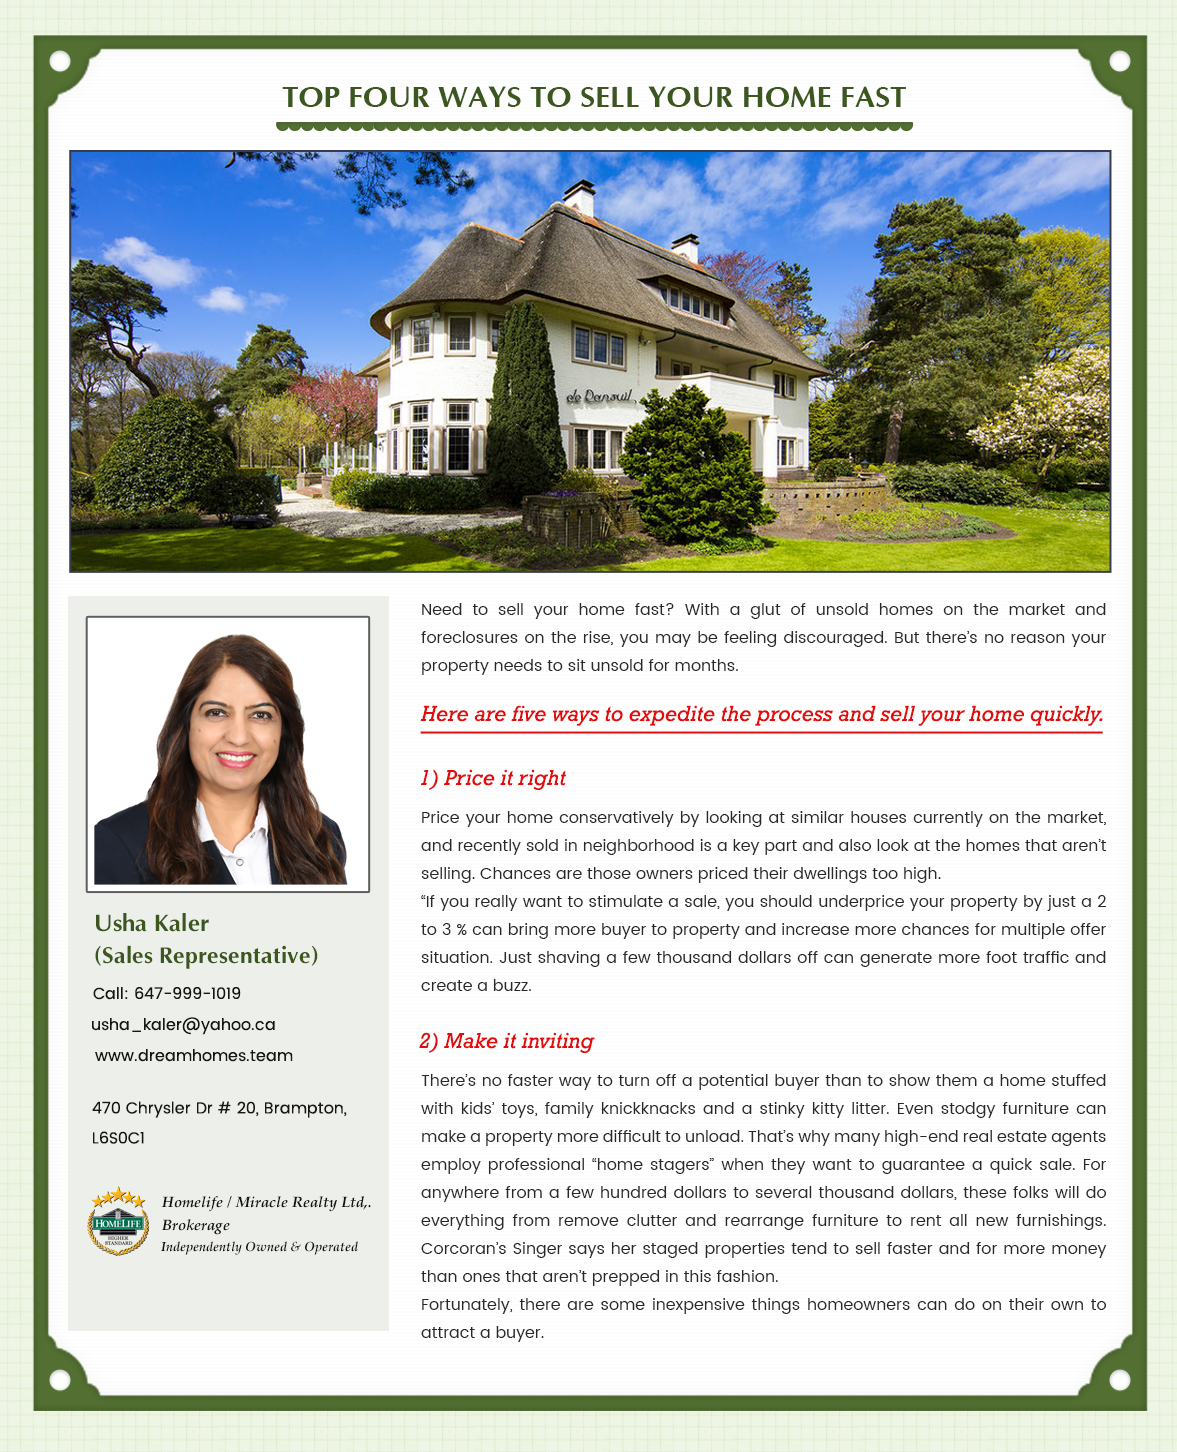 TOP FOUR WAYS TO SELL YOUR HOME FAST
de Danouil
Need to sell your home fast? With a glut of unsold homes on the market and
foreclosures on the rise, you may be feeling discouraged. But there's no reason your
property needs to sit unsold for months.
Here are five ways to expedite the process and sell your home quickly.
1) Price it right
Price your home conservatively by looking at similar houses currently on the market,
and recently sold in neighborhood is a key part and also look at the homes that aren't
selling. Chances are those owners priced their dwellings too high.
“If you really want to stimulate a sale, you should underprice your property by just a 2
to 3 % can bring more buyer to property and increase more chances for multiple offer
situation. Just shaving a few thousand dollars off can generate more foot traffic and
create a buzz.
2) Make it inviting
There's no faster way to turn off a potential buyer than to show them a home stuffed
with kids' toys, family knickknacks and a stinky kitty litter. Even stodgy furniture can
make a property more difficult to unload. That's why many high-end real estate agents
employ professional “home stagers” when they want to guarantee a quick sale. For
anywhere from a few hundred dollars to several thousand dollars, these folks will do
everything from remove clutter and rearrange furniture to rent all new furnishings.
Corcoran's Singer says her staged properties tend to sell faster and for more money
than ones that aren't prepped in this fashion.
Fortunately, there are some inexpensive things homeowners can do on their own to
attract a buyer.
Usha Kaler
(Sales Representative)
Call: 647-999-1019
usha_kaler@yahoo.ca
www.dreamhomes.team
470 Chrysler Dr # 20, Brampton,
L6S0C1
HOMELIFE
HIGHER
STANDARD
Homelife / Miracle Realty Ltd,.
Brokerage
Independently Owned & Operated